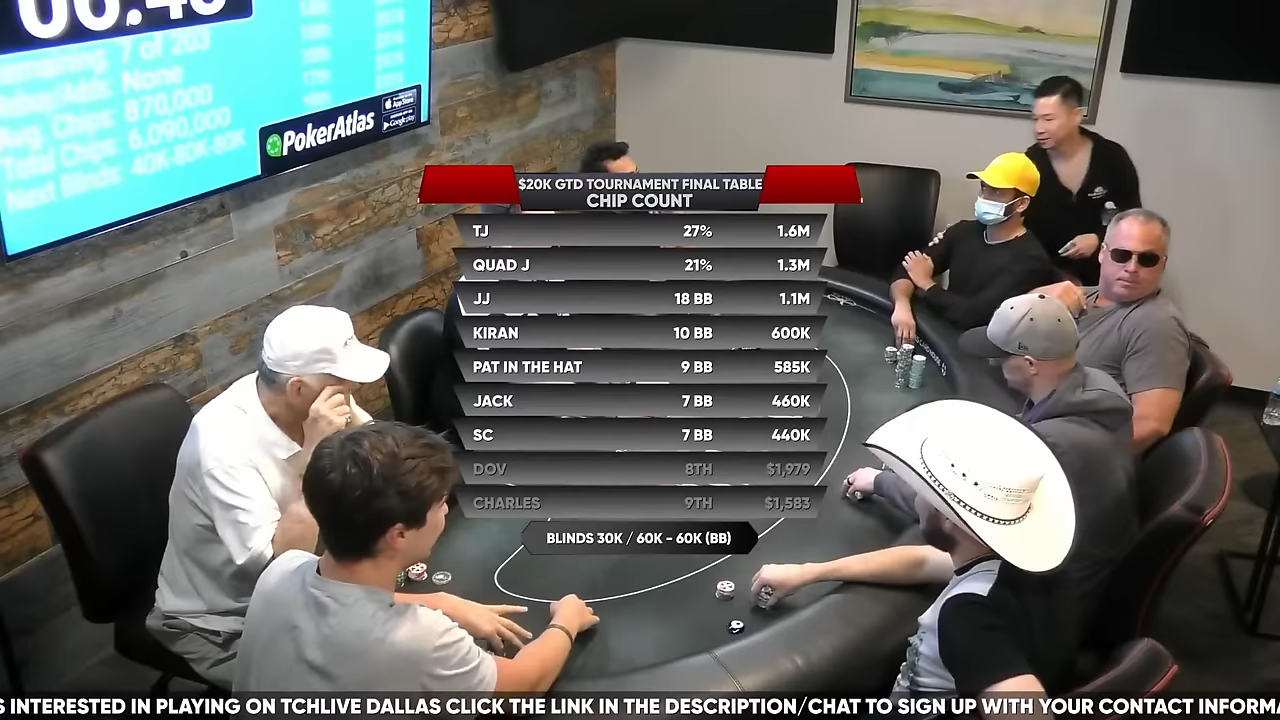 06:46
remaining: 7 of 203
None
Avg. Chips: 870,000
Total Chips: 6,090,000
Next Blinds: 40K-80K-80K
PokerAtlas
App Store
Google play
$20K GTD TOURNAMENT FINAL TABLE
CHIP COUNT
TJ 27% 1.6M
QUAD J 21% 1.3M
JJ 18 BB 1.1M
KIRAN 10 BB 600K
PAT IN THE HAT 9 BB 585K
JACK 7 BB 460K
SC 7 BB 440K
DOV 8TH $1,979
CHARLES 9TH $1,583
BLINDS 30K / 60K - 60K (BB)
S INTERESTED IN PLAYING ON TCHLIVE DALLAS CLICK THE LINK IN THE DESCRIPTION/CHAT TO SIGN UP WITH YOUR CONTACT INFORMA